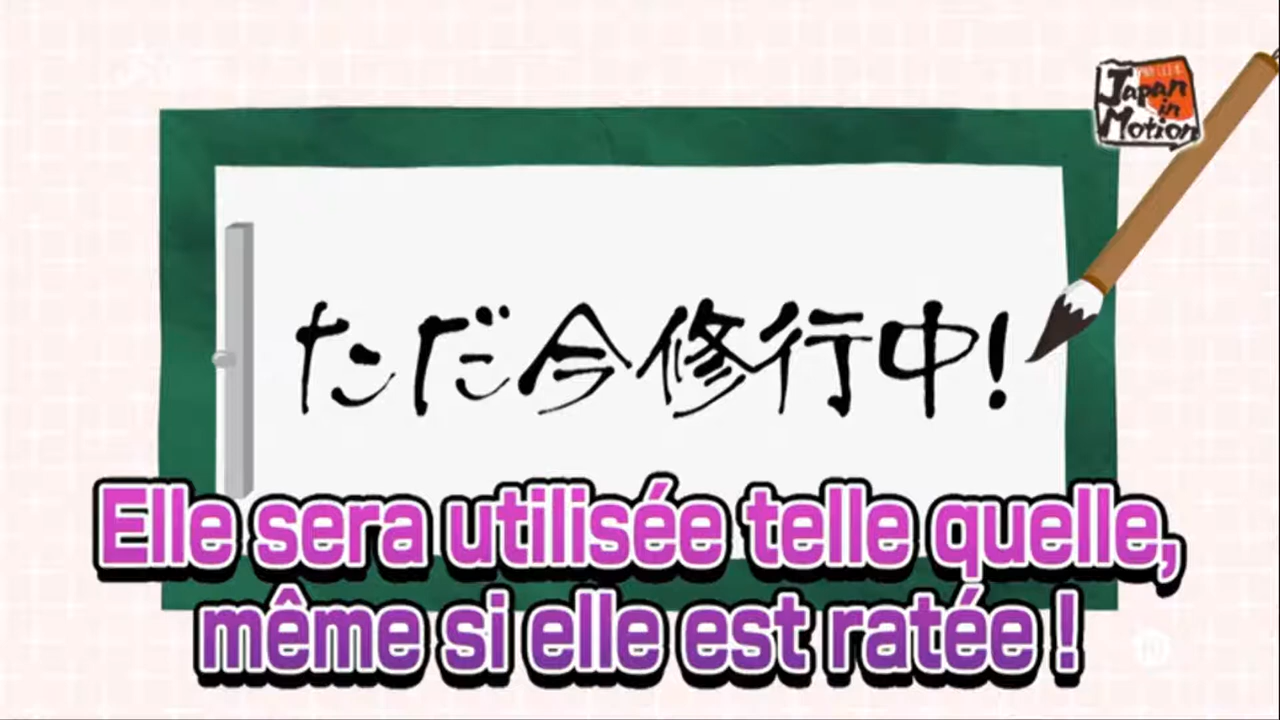 Japan
in
Motion
ただ今修行中!
Elle sera utilisée telle quelle,
même si elle est ratée !